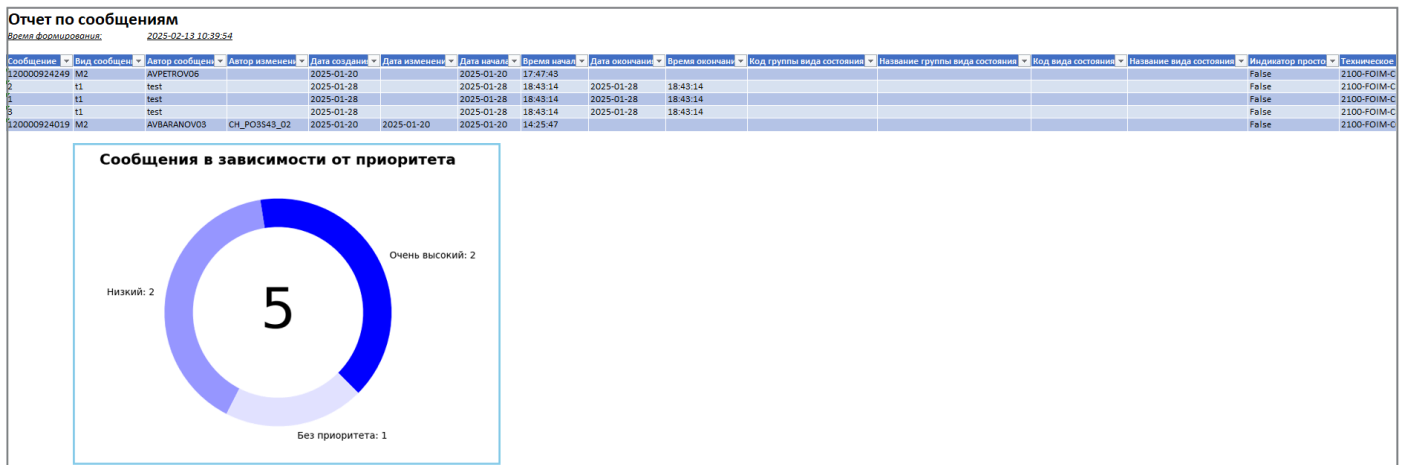 Отчет по сообщениям
Время формирования: 2025-02-13 10:39:54
Сообщение Вид сообщен Автор сообщен Автор изменен Дата создани Дата изменени Дата начала Время начал Дата окончани Время окончани Код группы вида состояния Название группы вида состояния Код вида состояния Название вида состояния Индикатор просто Техническое
120000924249 M2 AVPETROV06 2025-01-20 2025-01-20 17:47:43 False 2100-FOIM-C
2 t1 test 2025-01-28 2025-01-28 18:43:14 2025-01-28 18:43:14 False 2100-FOIM-C
1 t1 test 2025-01-28 2025-01-28 18:43:14 2025-01-28 18:43:14 False 2100-FOIM-C
3 t1 test 2025-01-28 2025-01-28 18:43:14 2025-01-28 18:43:14 False 2100-FOIM-C
120000924019 M2 AVBARANOV03 CH_PO3S43_02 2025-01-20 2025-01-20 2025-01-20 14:25:47 False 2100-FOIM-C
Сообщения в зависимости от приоритета
Очень высокий: 2
Низкий: 2
5
Без приоритета: 1